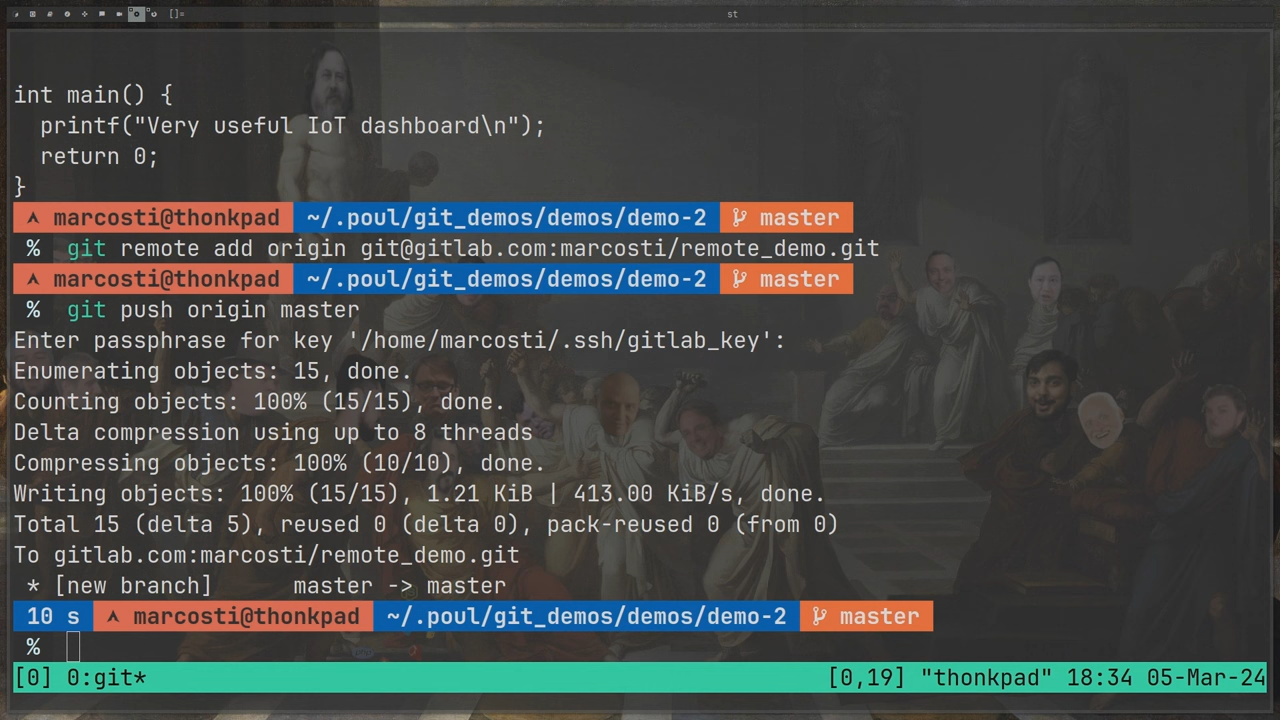 []= st
int main() {
  printf("Very useful IoT dashboard\n");
  return 0;
}
marcosti@thonkpad ~/.poul/git_demos/demos/demo-2 master
% git remote add origin git@gitlab.com:marcosti/remote_demo.git
marcosti@thonkpad ~/.poul/git_demos/demos/demo-2 master
% git push origin master
Enter passphrase for key '/home/marcosti/.ssh/gitlab_key':
Enumerating objects: 15, done.
Counting objects: 100% (15/15), done.
Delta compression using up to 8 threads
Compressing objects: 100% (10/10), done.
Writing objects: 100% (15/15), 1.21 KiB | 413.00 KiB/s, done.
Total 15 (delta 5), reused 0 (delta 0), pack-reused 0 (from 0)
To gitlab.com:marcosti/remote_demo.git
 * [new branch]      master -> master
10 s marcosti@thonkpad ~/.poul/git_demos/demos/demo-2 master
%
[0] 0:git* [0,19] "thonkpad" 18:34 05-Mar-24